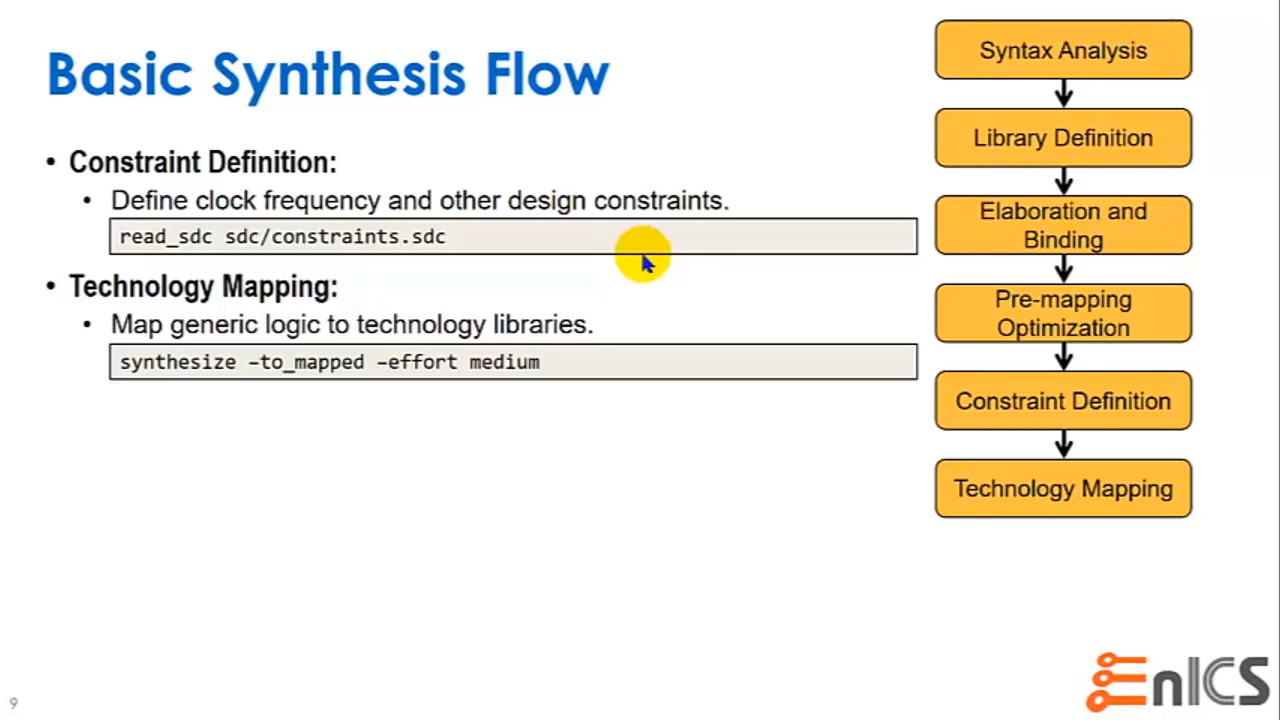 Basic Synthesis Flow
• Constraint Definition:
• Define clock frequency and other design constraints.
read_sdc sdc/constraints.sdc
• Technology Mapping:
• Map generic logic to technology libraries.
synthesize –to_mapped –effort medium
Syntax Analysis
Library Definition
Elaboration and
Binding
Pre-mapping
Optimization
Constraint Definition
Technology Mapping
EnICS
9